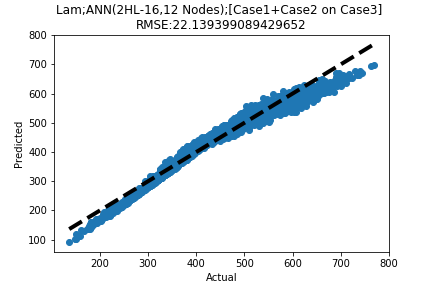 Lam;ANN(2HL-16,12 Nodes);[Case1+Case2 on Case3]
RMSE:22.139399089429652
800
700
600
500
400
300
200
100
Predicted
200 300 400 500 600 700 800
Actual